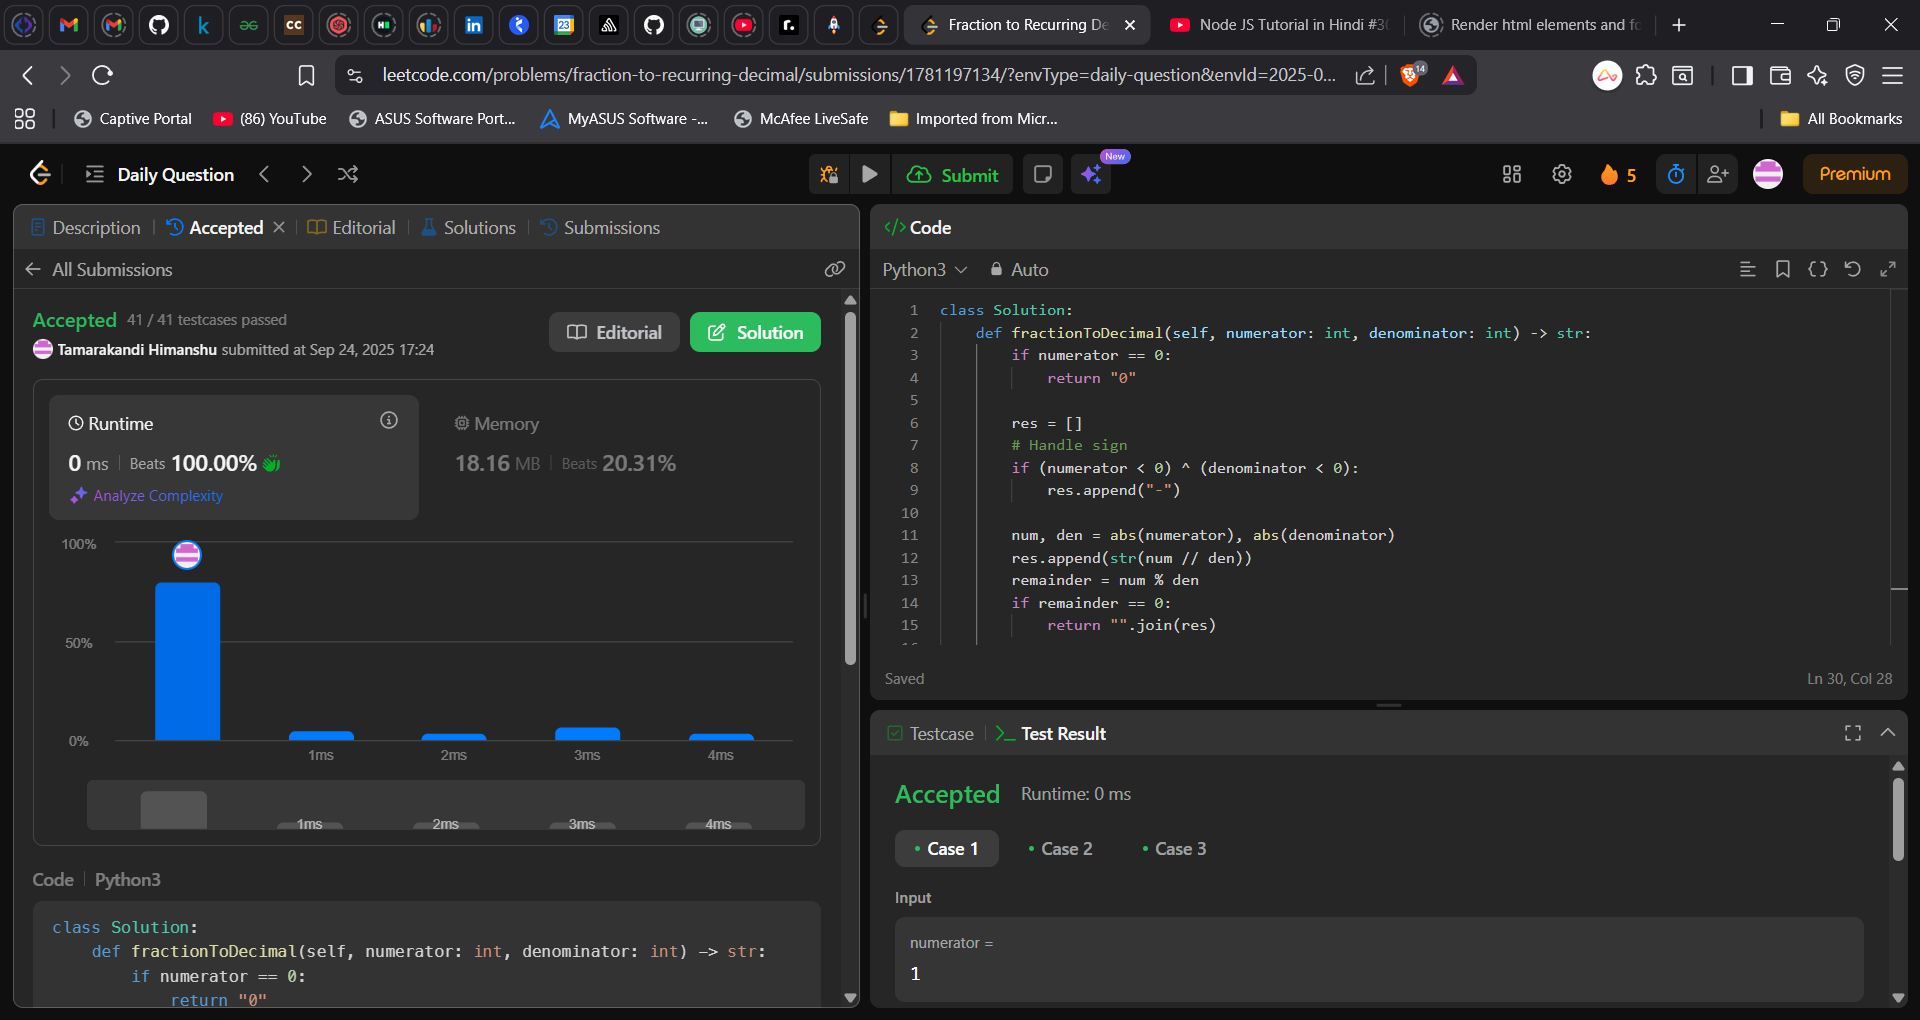 CC
23
r.
Fraction to Recurring De
Node JS Tutorial in Hindi #30
Render html elements and fo
leetcode.com/problems/fraction-to-recurring-decimal/submissions/1781197134/?envType=daily-question&envId=2025-0...
14
Captive Portal
(86) YouTube
ASUS Software Port...
MyASUS Software -...
McAfee LiveSafe
Imported from Micr...
All Bookmarks
Daily Question
Submit
New
5
Premium
Description
Accepted
Editorial
Solutions
Submissions
All Submissions
Accepted 41 / 41 testcases passed
Tamarakandi Himanshu submitted at Sep 24, 2025 17:24
Editorial
Solution
Runtime
0 ms
Beats 100.00%
Analyze Complexity
Memory
18.16 MB
Beats 20.31%
100%
50%
0%
1ms
2ms
3ms
4ms
1ms
2ms
3ms
4ms
Code
Python3
class Solution:
def fractionToDecimal(self, numerator: int, denominator: int) -> str:
if numerator == 0:
return "0"
</> Code
Python3
Auto
1 class Solution:
2 def fractionToDecimal(self, numerator: int, denominator: int) -> str:
3 if numerator == 0:
4 return "0"
5
6 res = []
7 # Handle sign
8 if (numerator < 0) ^ (denominator < 0):
9 res.append("-")
10
11 num, den = abs(numerator), abs(denominator)
12 res.append(str(num // den))
13 remainder = num % den
14 if remainder == 0:
15 return "".join(res)
Saved
Ln 30, Col 28
Testcase
Test Result
Accepted
Runtime: 0 ms
Case 1
Case 2
Case 3
Input
numerator =
1